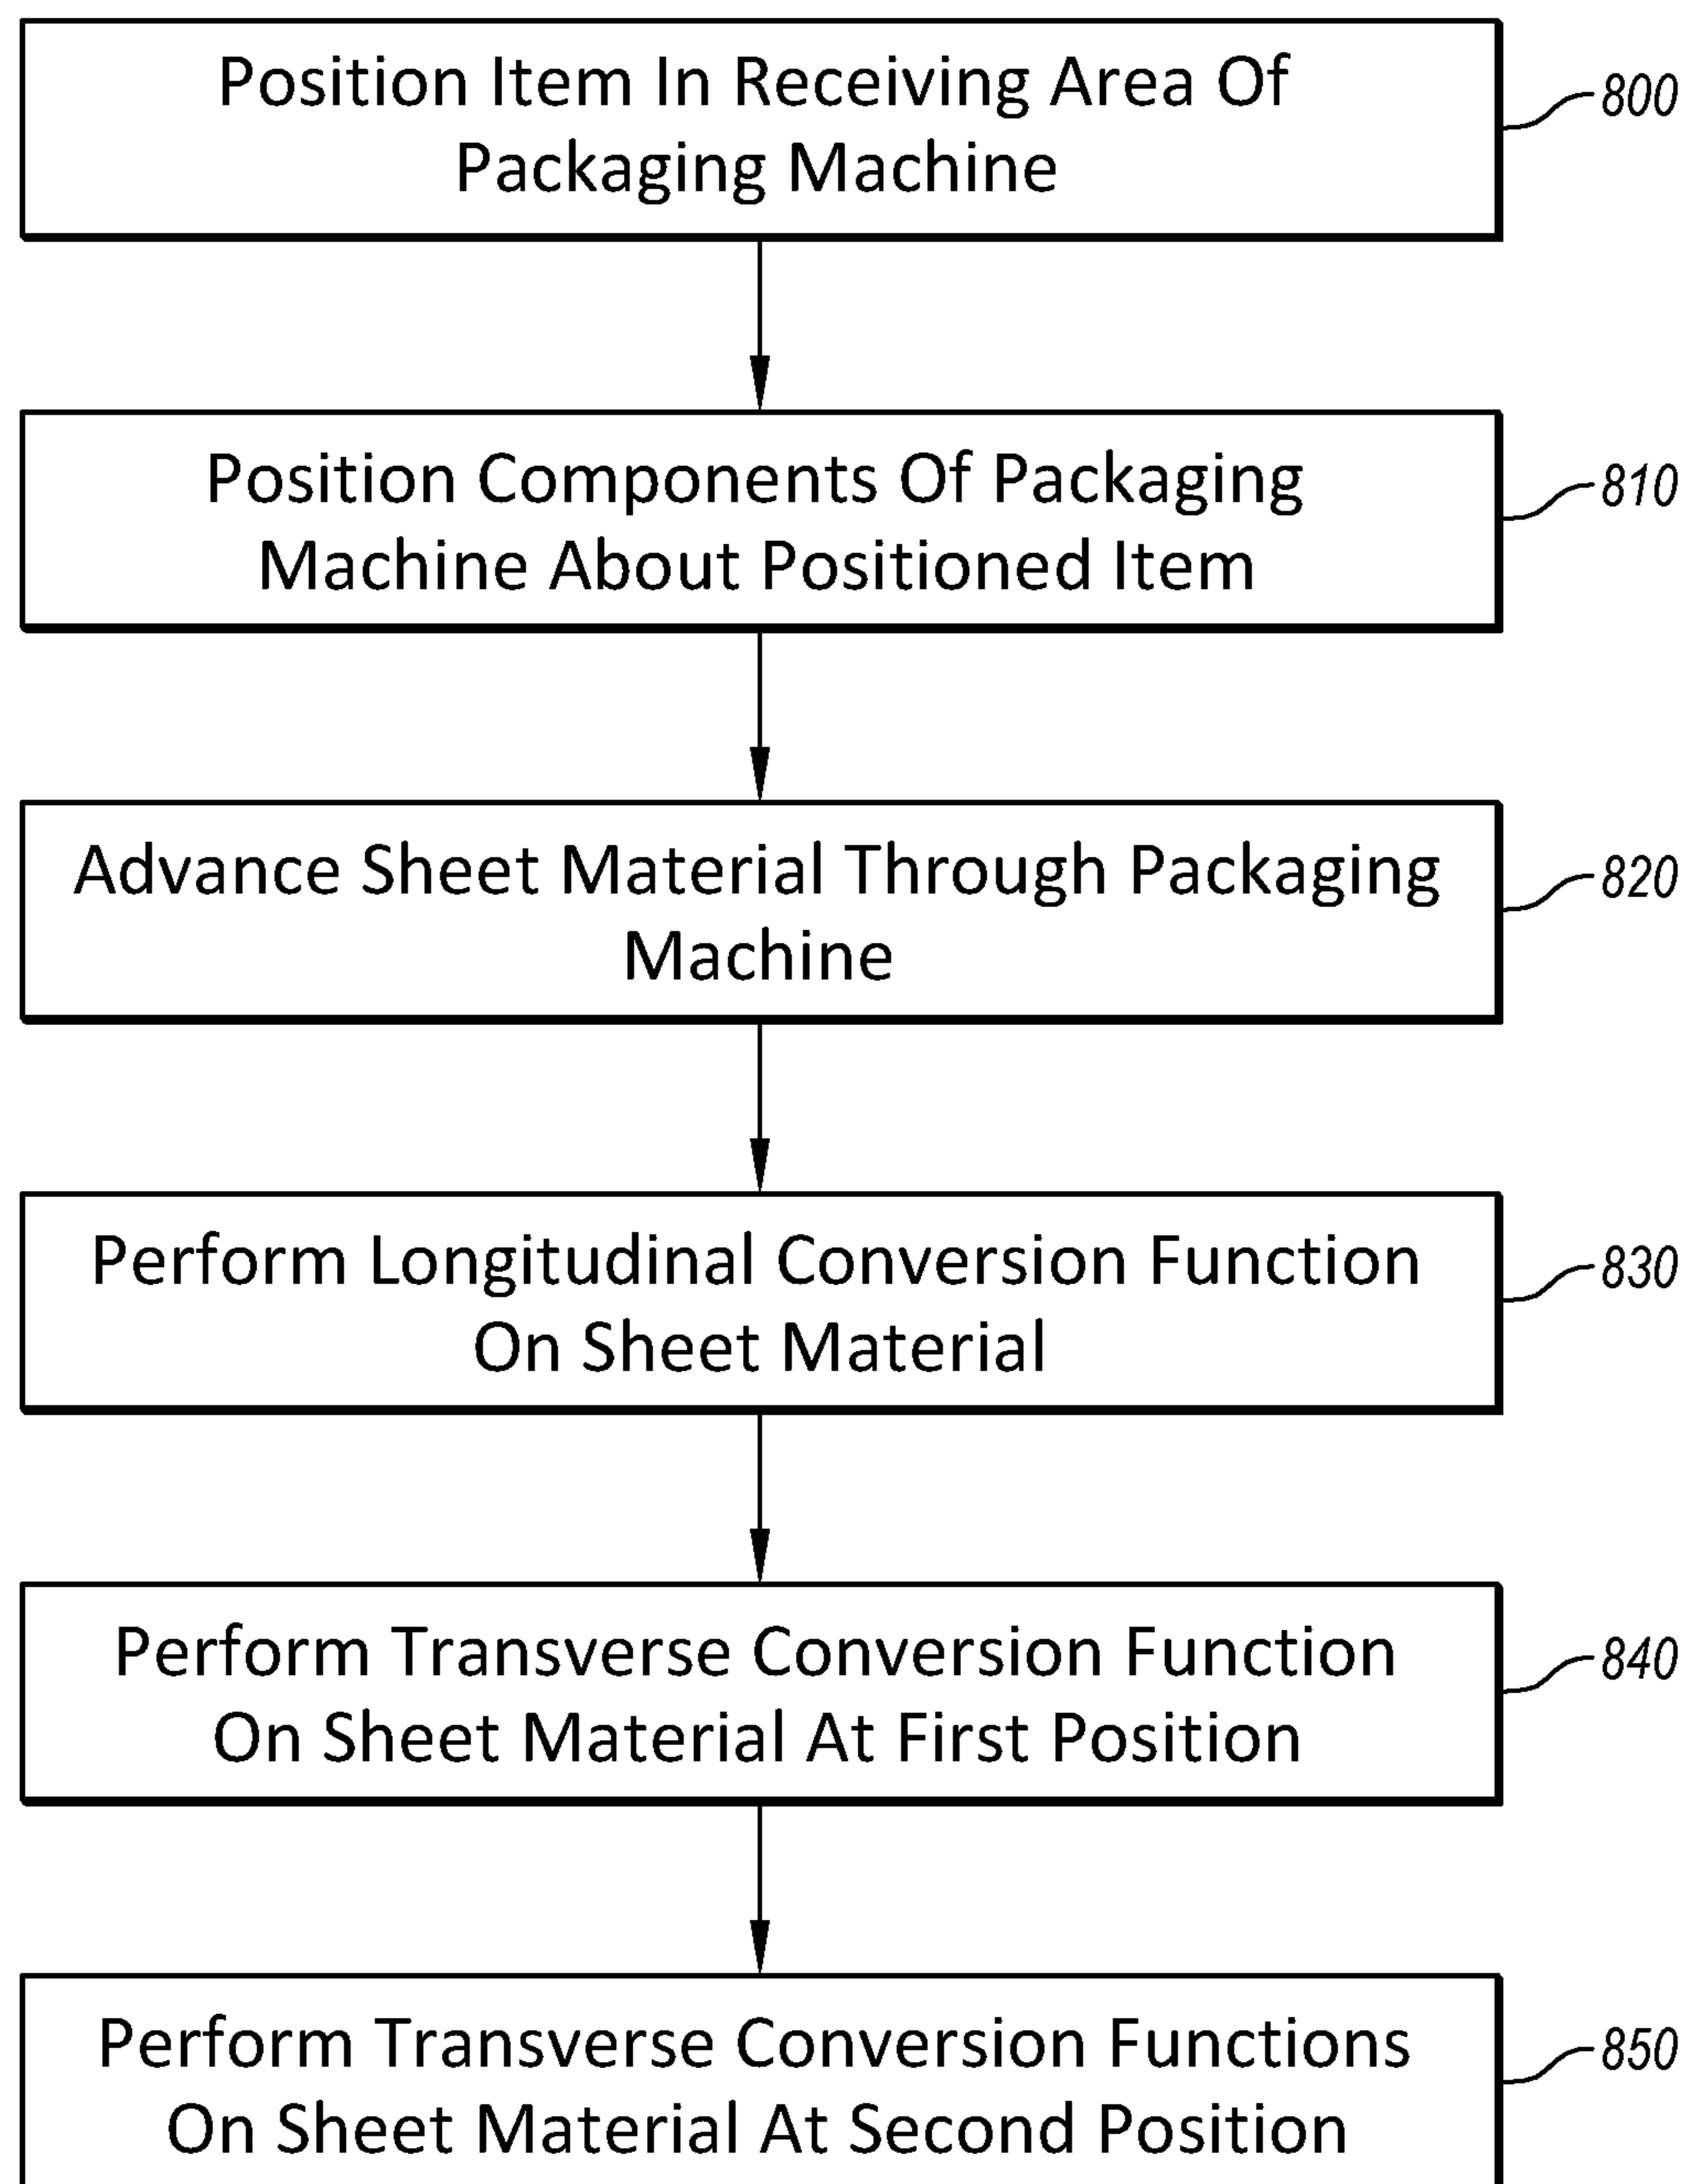 Position Item In Receiving Area Of
Packaging Machine
800
Position Components Of Packaging
Machine About Positioned Item
810
Advance Sheet Material Through Packaging
Machine
820
Perform Longitudinal Conversion Function
On Sheet Material
830
Perform Transverse Conversion Function
On Sheet Material At First Position
840
Perform Transverse Conversion Functions
On Sheet Material At Second Position
850